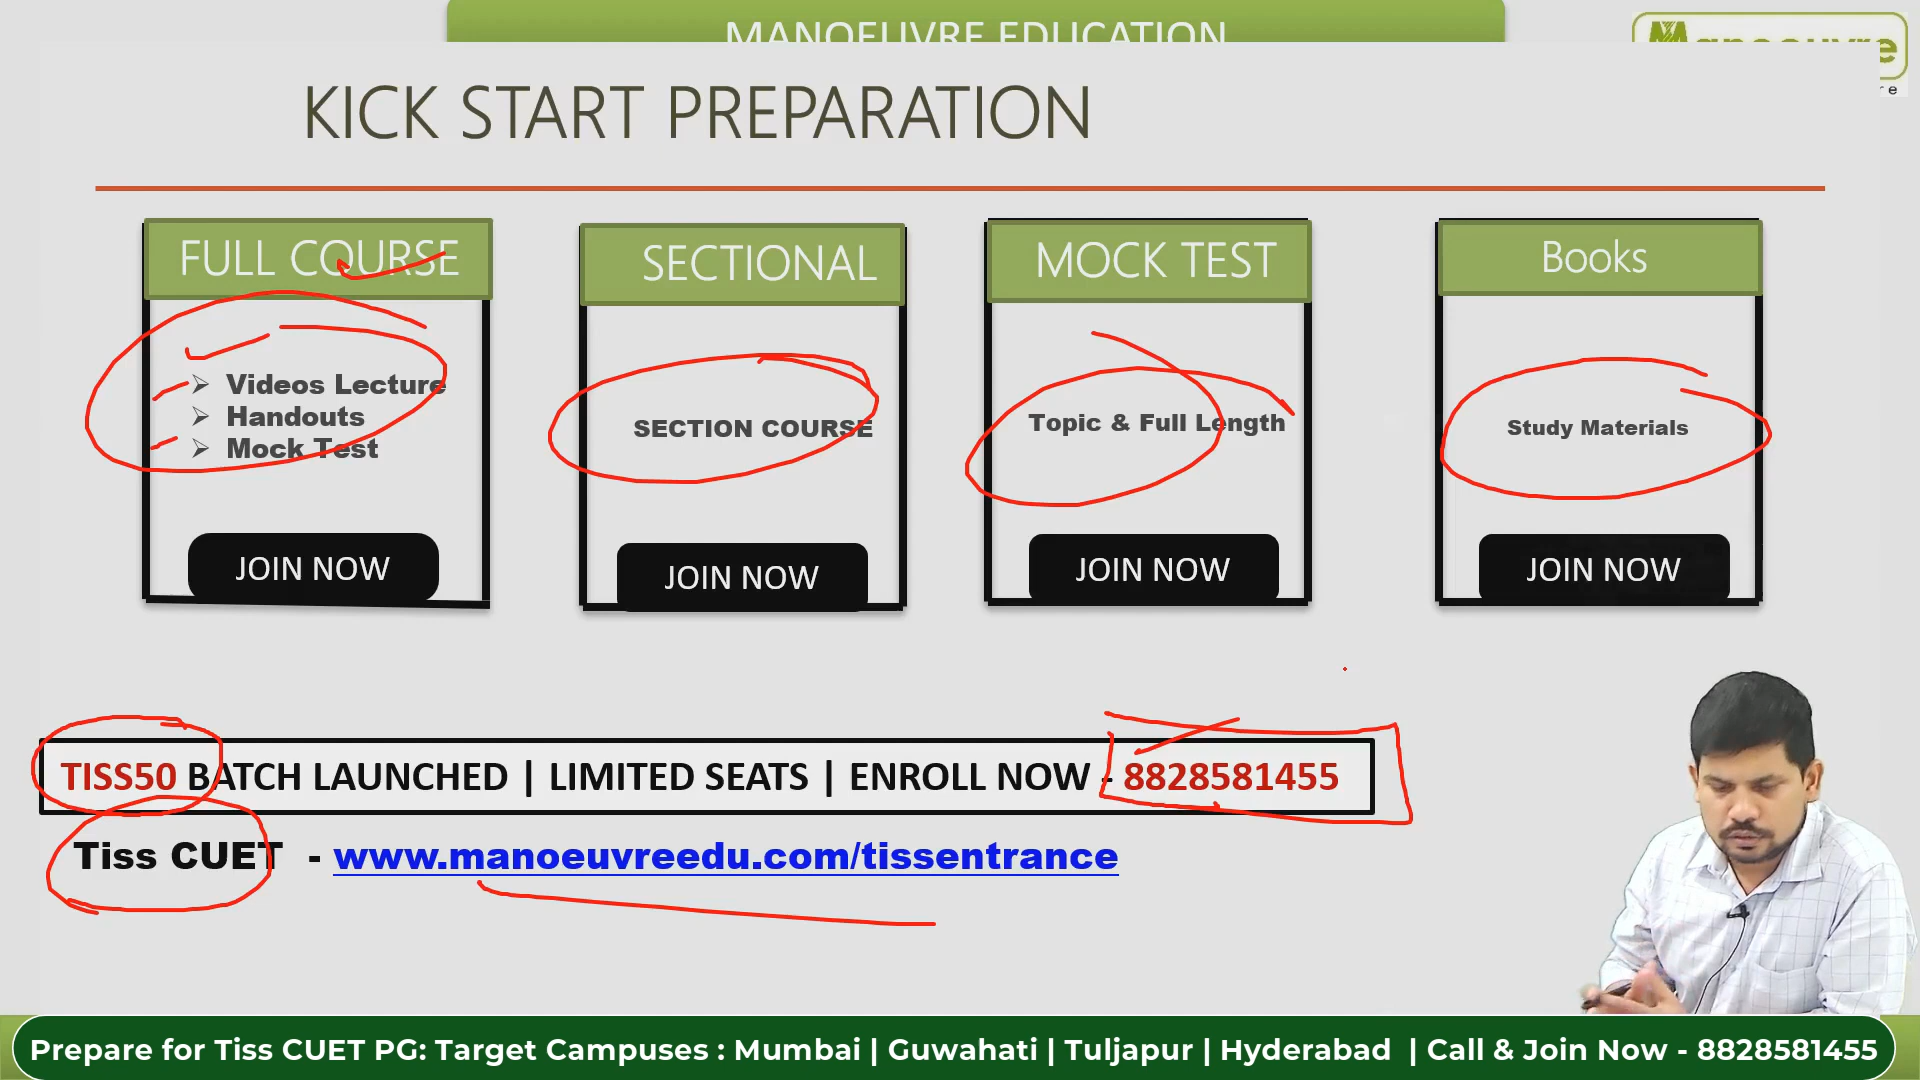 MANOEUVRE EDUCATION
Manoeuvre
KICK START PREPARATION
FULL COURSE
➢ Videos Lecture
➢ Handouts
➢ Mock Test
JOIN NOW
SECTIONAL
SECTION COURSE
JOIN NOW
MOCK TEST
Topic & Full Length
JOIN NOW
Books
Study Materials
JOIN NOW
TISS50 BATCH LAUNCHED | LIMITED SEATS | ENROLL NOW - 8828581455
Tiss CUET - www.manoeuvreedu.com/tissentrance
Prepare for Tiss CUET PG: Target Campuses : Mumbai | Guwahati | Tuljapur | Hyderabad | Call & Join Now - 8828581455